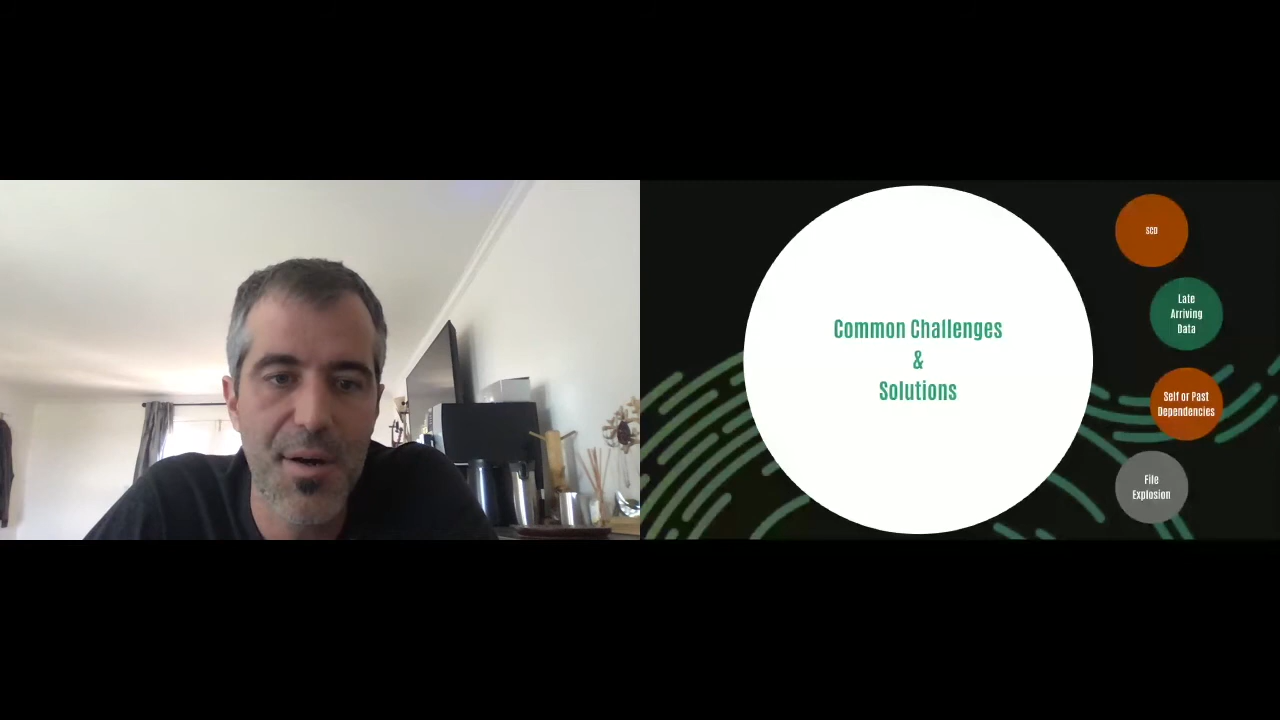 Common Challenges
&
Solutions
SCD
Late
Arriving
Data
Self or Past
Dependencies
File
Explosion